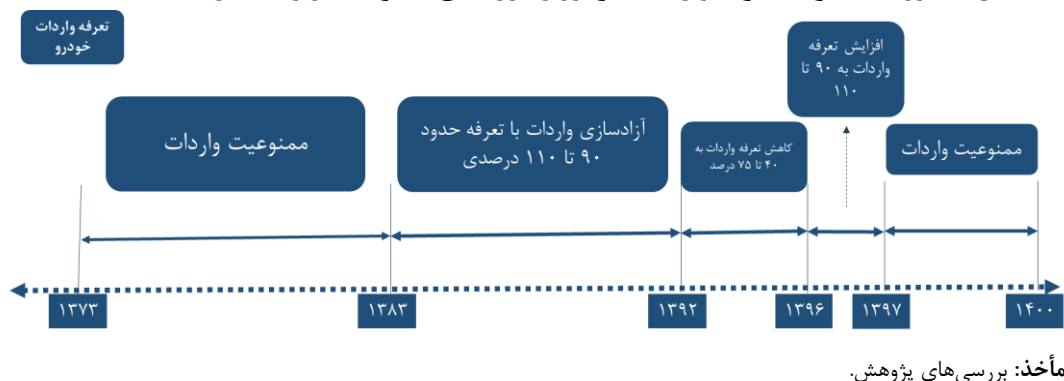 تعرفه واردات
خودرو
ممنوعیت واردات
آزادسازی واردات با تعرفه حدود
۹۰ تا ۱۱۰ درصدی
کاهش تعرفه واردات به
۴۰ تا ۷۵ درصد
افزایش تعرفه
واردات به ۹۰ تا
۱۱۰
ممنوعیت واردات
۱۳۷۳
۱۳۸۳
۱۳۹۲
۱۳۹۶
۱۳۹۷
۱۴۰۰
مأخذ: بررسی‌های پژوهش.